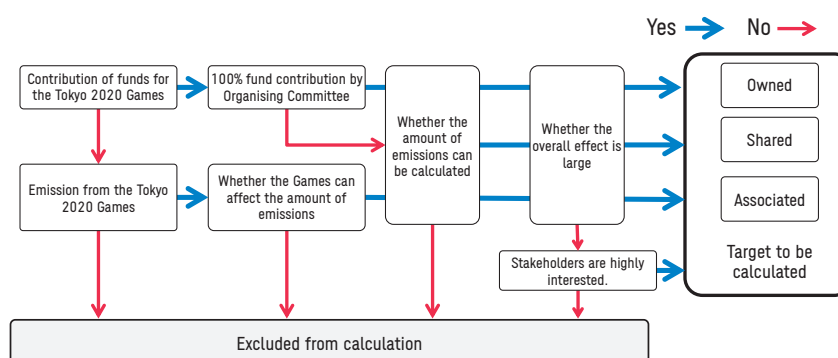 Yes
No
Contribution of funds for
the Tokyo 2020 Games
100% fund contribution by
Organising Committee
Whether the
amount of
emissions can
be calculated
Whether the
overall effect is
large
Owned
Shared
Associated
Target to be
calculated
Emission from the Tokyo
2020 Games
Whether the Games can
affect the amount of
emissions
Stakeholders are highly
interested.
Excluded from calculation